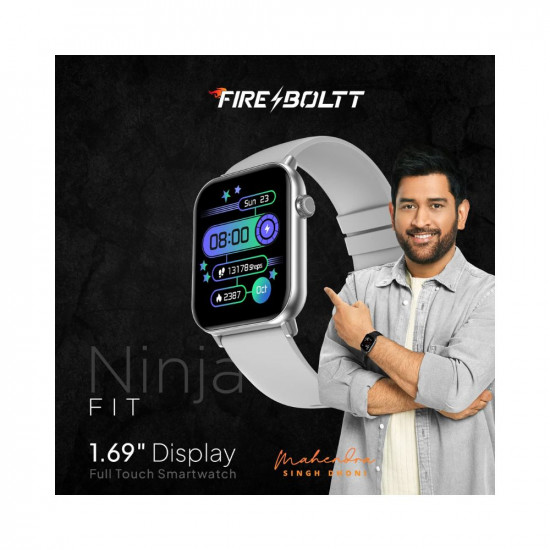 FIRE BOLTT
Sun 23
08:00
13178 Steps
2387
Oct
Ninja
FIT
1.69" Display
Full Touch Smartwatch
Mahendra
SINGH DHONI